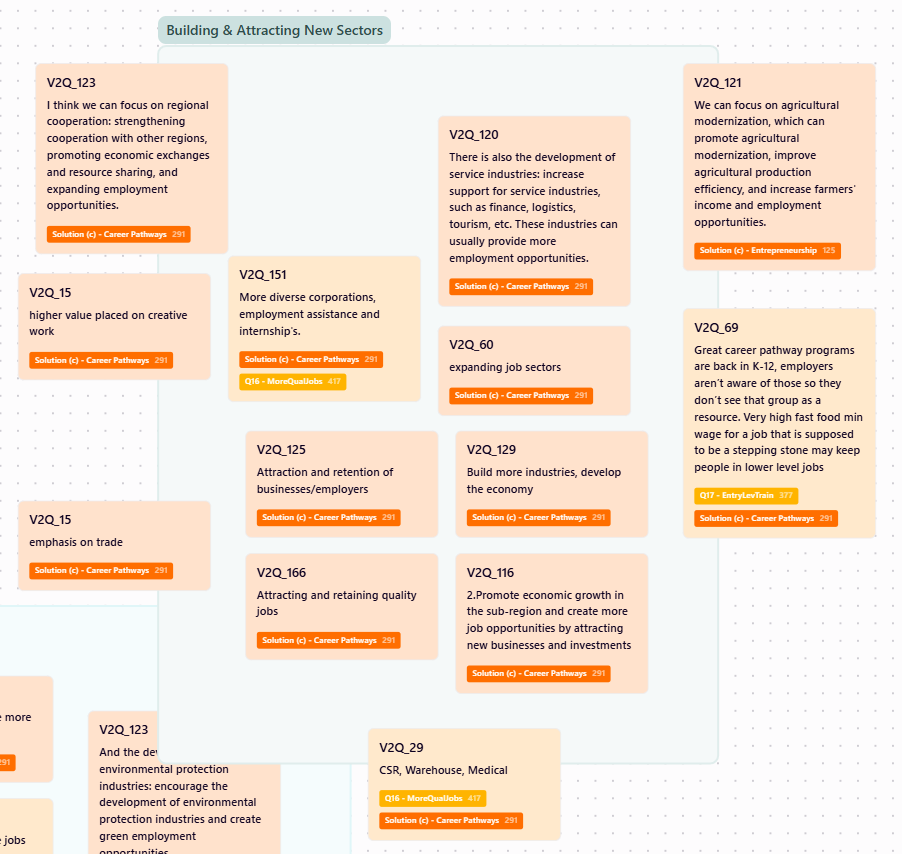 Building & Attracting New Sectors
V2Q_123
I think we can focus on regional
cooperation: strengthening
cooperation with other regions,
promoting economic exchanges
and resource sharing, and
expanding employment
opportunities.
Solution (c) - Career Pathways 291
V2Q_120
There is also the development of
service industries: increase
support for service industries,
such as finance, logistics,
tourism, etc. These industries can
usually provide more
employment opportunities.
Solution (c) - Career Pathways 291
V2Q_121
We can focus on agricultural
modernization, which can
promote agricultural
modernization, improve
agricultural production
efficiency, and increase farmers'
income and employment
opportunities.
Solution (c) - Entrepreneurship 125
V2Q_15
higher value placed on creative
work
Solution (c) - Career Pathways 291
V2Q_151
More diverse corporations,
employment assistance and
internship's.
Solution (c) - Career Pathways 291
Q16 - MoreQualJobs 417
V2Q_60
expanding job sectors
Solution (c) - Career Pathways 291
V2Q_69
Great career pathway programs
are back in K-12, employers
aren't aware of those so they
don't see that group as a
resource. Very high fast food min
wage for a job that is supposed
to be a stepping stone may keep
people in lower level jobs
Q17 - EntryLevTrain 377
Solution (c) - Career Pathways 291
V2Q_125
Attraction and retention of
businesses/employers
Solution (c) - Career Pathways 291
V2Q_129
Build more industries, develop
the economy
Solution (c) - Career Pathways 291
V2Q_15
emphasis on trade
Solution (c) - Career Pathways 291
V2Q_166
Attracting and retaining quality
jobs
Solution (c) - Career Pathways 291
V2Q_116
2.Promote economic growth in
the sub-region and create more
job opportunities by attracting
new businesses and investments
Solution (c) - Career Pathways 291
more
291
jobs
V2Q_123
And the
environmental protection
industries: encourage the
development of environmental
protection industries and create
green employment
opportunities
V2Q_29
CSR, Warehouse, Medical
Q16 - MoreQualJobs 417
Solution (c) - Career Pathways 291